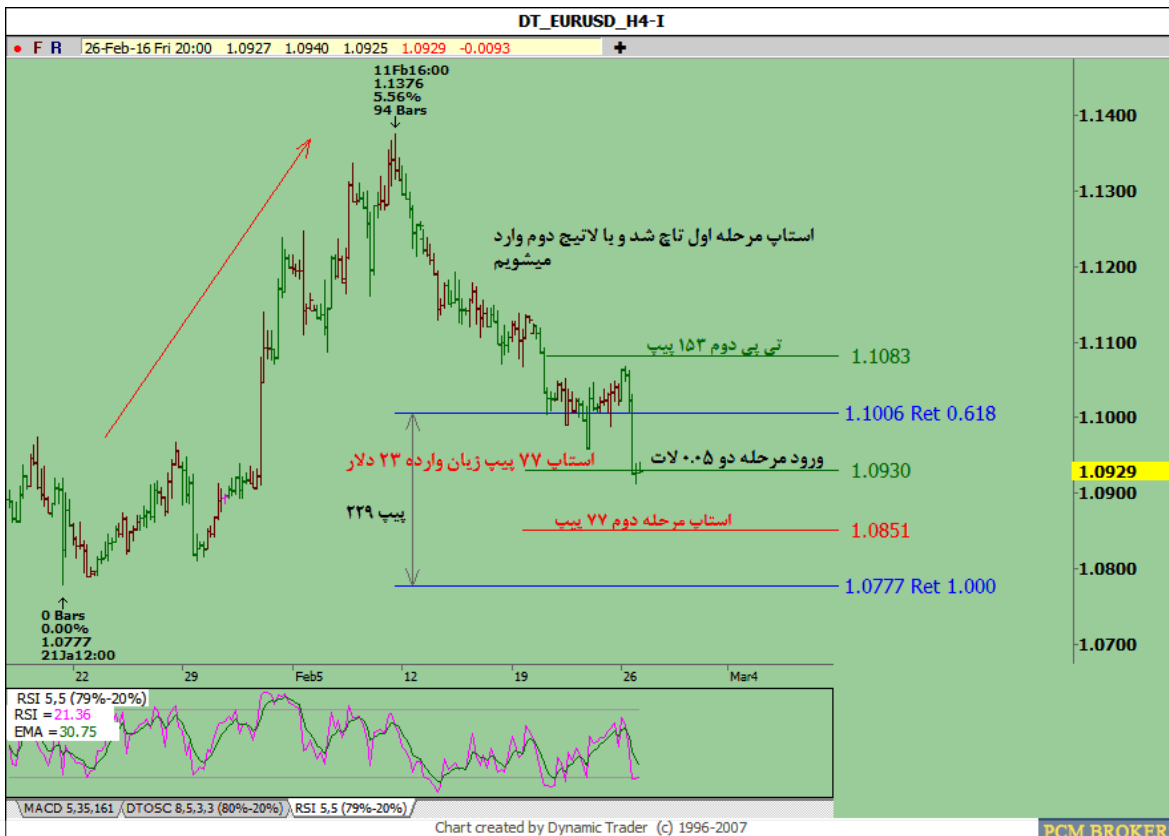 DT_EURUSD_H4-I
F R 26-Feb-16 Fri 20:00 1.0927 1.0940 1.0925 1.0929 -0.0093
11Fb16:00
1.1376
5.56%
94 Bars
استاپ مرحله اول تاچ شد و با لاتیج دوم وارد
میشویم
تی پی دوم ۱۵۳ پیپ
1.1083
1.1006 Ret 0.618
استاپ ۷۷ پیپ زیان وارده ۲۳ دلار
ورود مرحله دو ۰.۰۵ لات
1.0930
پیپ ۲۲۹
استاپ مرحله دوم ۷۷ پیپ
1.0851
1.0777 Ret 1.000
0 Bars
0.00%
1.0777
21Ja12:00
1.1400
1.1300
1.1200
1.1100
1.1000
1.0929
1.0900
1.0800
1.0700
22 29 Feb5 12 19 26 Mar4
RSI 5,5 (79%-20%)
RSI =21.36
EMA =30.75
MACD 5,35,161 DTOSC 8,5,3,3 (80%-20%) RSI 5,5 (79%-20%)
Chart created by Dynamic Trader (c) 1996-2007
PCM BROKER